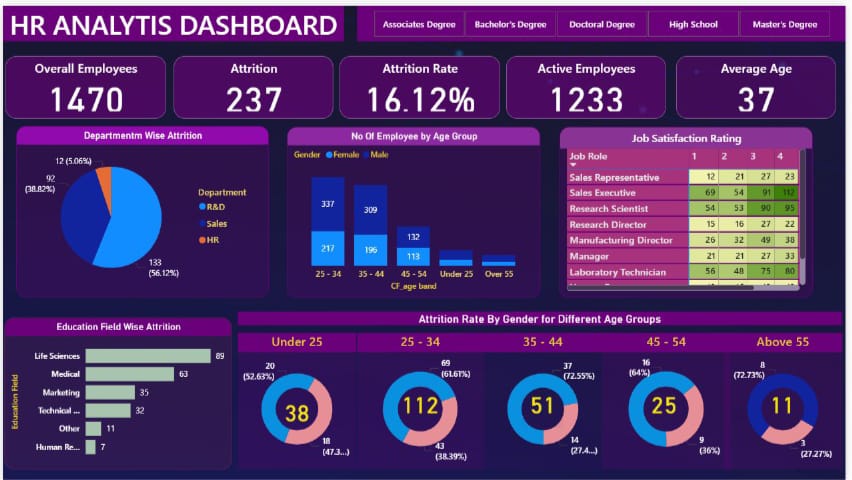 HR ANALYTIS DASHBOARD
Associates Degree
Bachelor's Degree
Doctoral Degree
High School
Master's Degree
Overall Employees
1470
Attrition
237
Attrition Rate
16.12%
Active Employees
1233
Average Age
37
Departmentm Wise Attrition
12 (5.06%)
92
(38.82%)
133
(56.12%)
Department
R&D
Sales
HR
No Of Employee by Age Group
Gender Female Male
337
217
309
196
132
113
25 - 34 35 - 44 45 - 54 Under 25 Over 55
CF_age band
Job Satisfaction Rating
Job Role 1 2 3 4
Sales Representative 12 21 27 23
Sales Executive 69 54 91 112
Research Scientist 54 53 90 95
Research Director 15 16 27 22
Manufacturing Director 26 32 49 38
Manager 21 21 27 33
Laboratory Technician 56 48 75 80
Education Field Wise Attrition
Education Field
Life Sciences 89
Medical 63
Marketing 35
Technical ... 32
Other 11
Human Re... 7
Attrition Rate By Gender for Different Age Groups
Under 25
20
(52.63%)
38
18
(47.3...)
25 - 34
69
(61.61%)
112
43
(38.39%)
35 - 44
37
(72.55%)
51
14
(27.4...)
45 - 54
16
(64%)
25
9
(36%)
Above 55
8
(72.73%)
11
3
(27.27%)